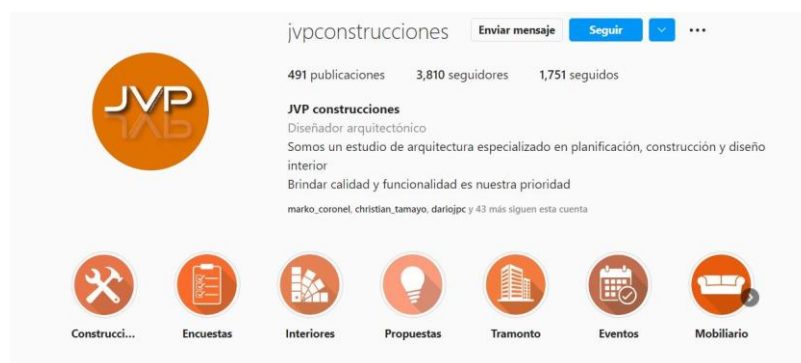 jvpconstrucciones Enviar mensaje Seguir
491 publicaciones 3,810 seguidores 1,751 seguidos
JVP
JVP construcciones
Diseñador arquitectónico
Somos un estudio de arquitectura especializado en planificación, construcción y diseño
interior
Brindar calidad y funcionalidad es nuestra prioridad
marko_coronel, christian_tamayo, dariojpc y 43 más siguen esta cuenta
Construcci... Encuestas Interiores Propuestas Tramonto Eventos Mobiliario